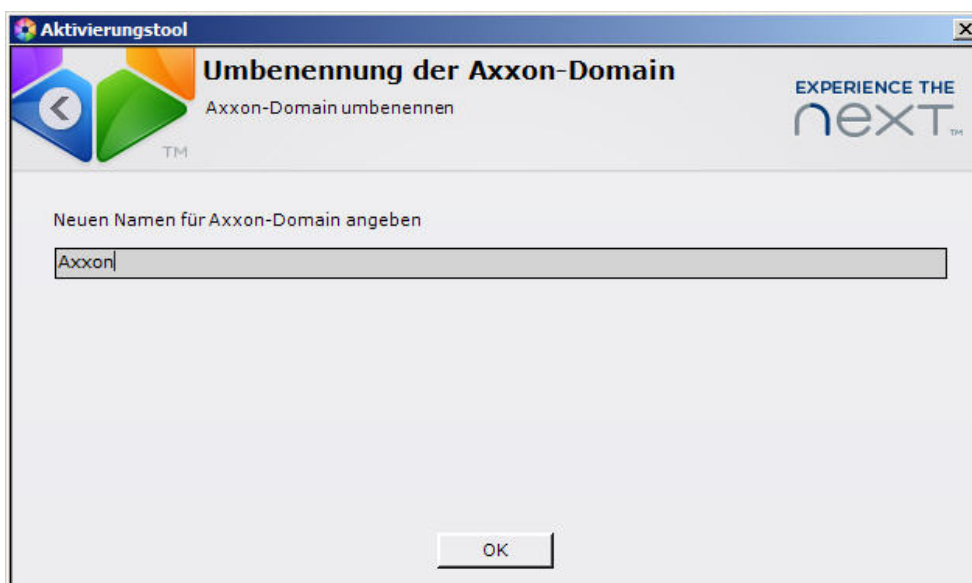 Aktivierungstool
Umbenennung der Axxon-Domain
Axxon-Domain umbenennen
EXPERIENCE THE
next™
TM
Neuen Namen für Axxon-Domain angeben
Axxon
OK